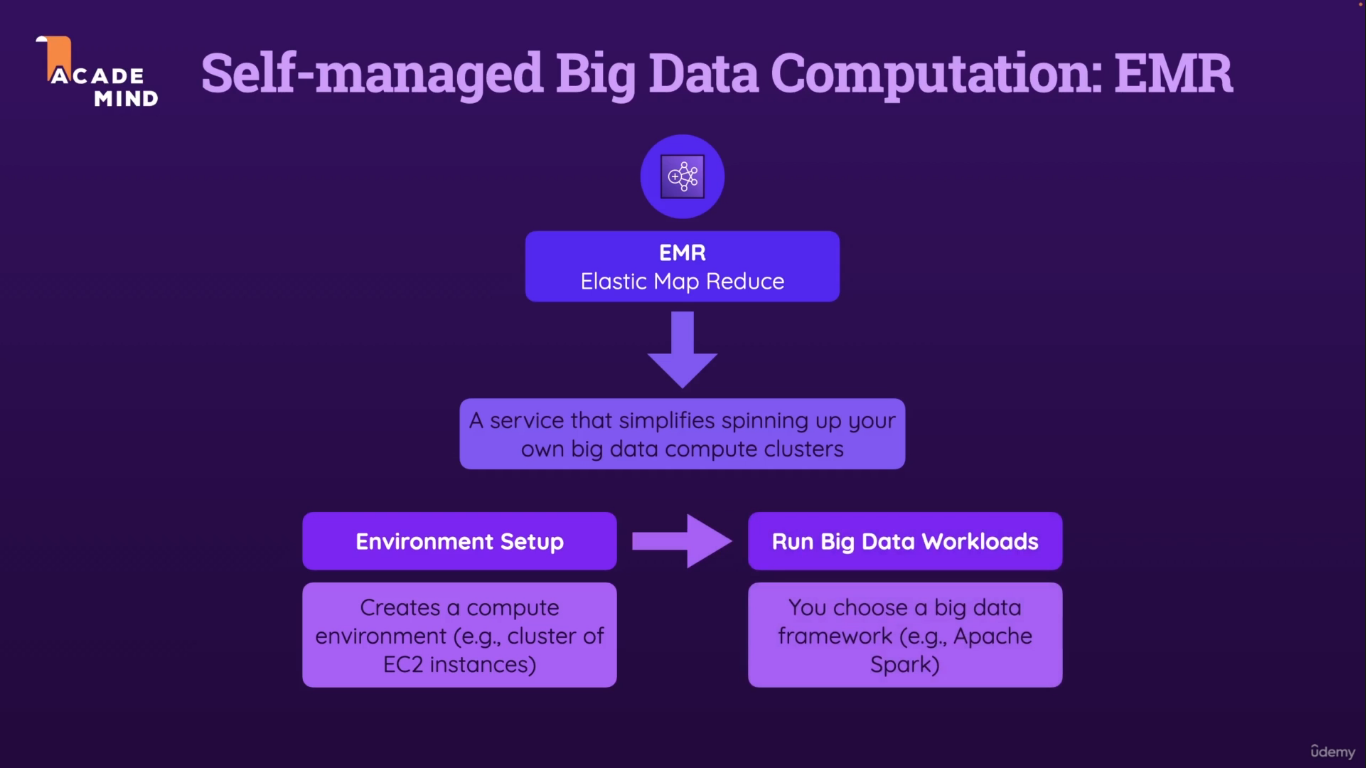 ACADE
MIND
Self-managed Big Data Computation: EMR
EMR
Elastic Map Reduce
A service that simplifies spinning up your
own big data compute clusters
Environment Setup
Creates a compute
environment (e.g., cluster of
EC2 instances)
Run Big Data Workloads
You choose a big data
framework (e.g., Apache
Spark)
ûdemy